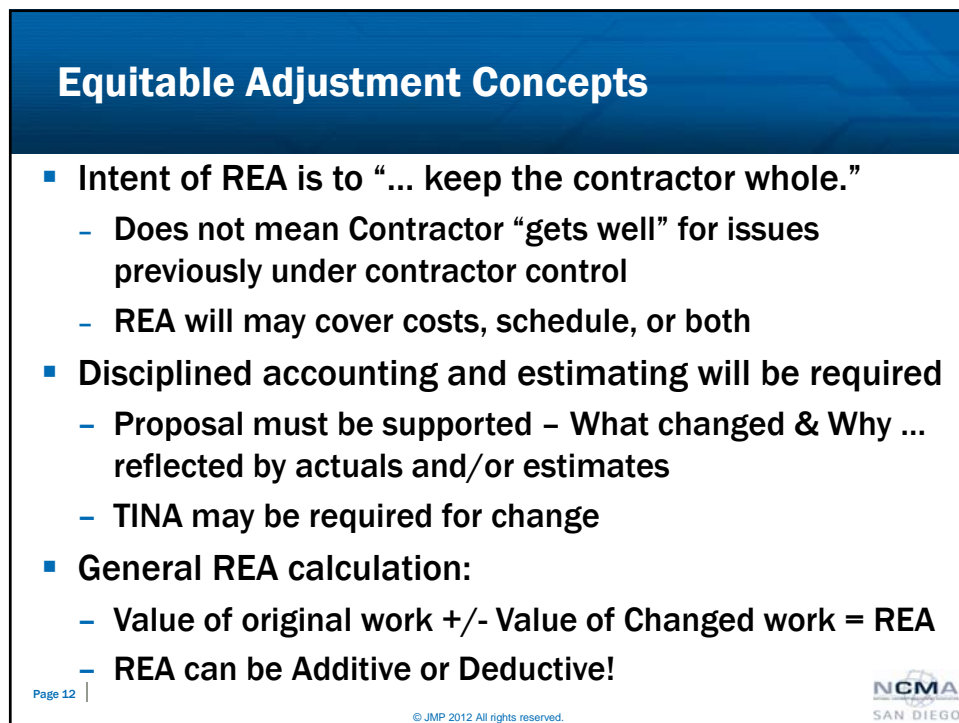 Equitable Adjustment Concepts
▪ Intent of REA is to “... keep the contractor whole.”
– Does not mean Contractor “gets well” for issues
previously under contractor control
– REA will may cover costs, schedule, or both
▪ Disciplined accounting and estimating will be required
– Proposal must be supported – What changed & Why ...
reflected by actuals and/or estimates
– TINA may be required for change
▪ General REA calculation:
– Value of original work +/- Value of Changed work = REA
– REA can be Additive or Deductive!
Page 12
© JMP 2012 All rights reserved.
NCMA
SAN DIEGO